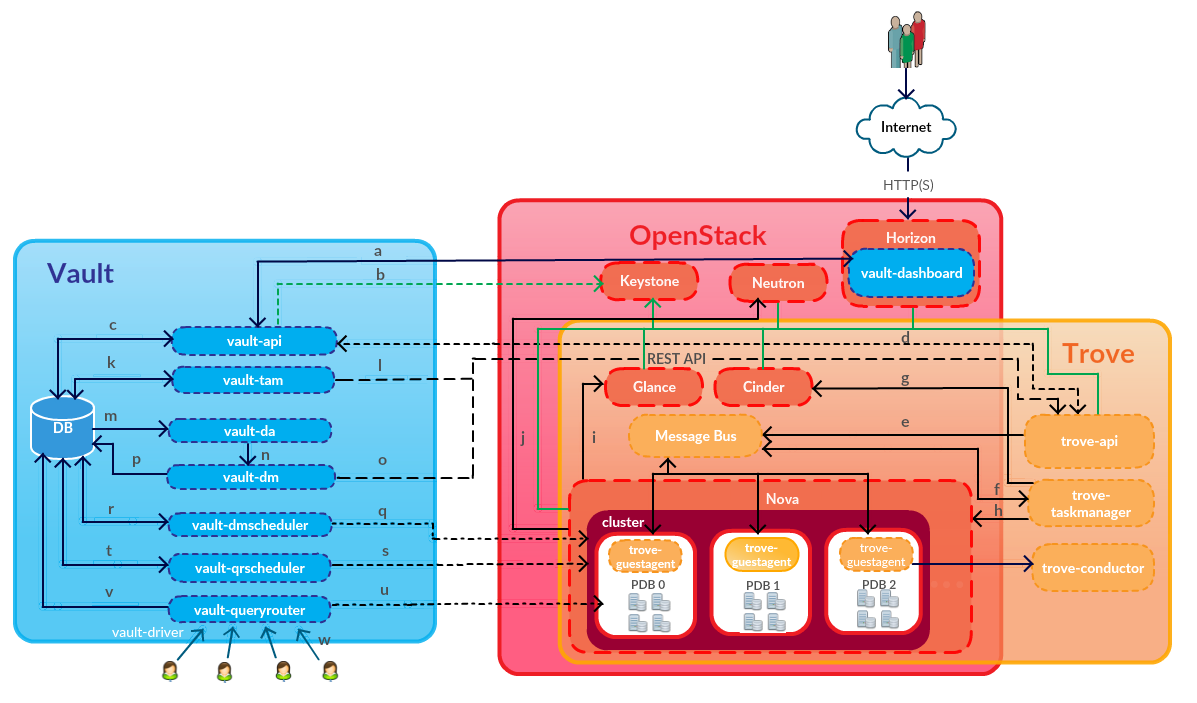 Internet
HTTP(S)
OpenStack
Horizon
vault-dashboard
Vault
a
b
Keystone
Neutron
c
vault-api
d
Trove
k
vault-tam
l
REST API
Glance
Cinder
g
DB
m
vault-da
Message Bus
e
trove-api
j
i
n
p
vault-dm
o
Nova
f
trove-
taskmanager
h
r
vault-dmscheduler
q
cluster
trove-
guestagent
trove-
guestagent
trove-
guestagent
t
vault-qrscheduler
s
trove-conductor
PDB 0
PDB 1
PDB 2
v
vault-queryrouter
u
vault-driver
w